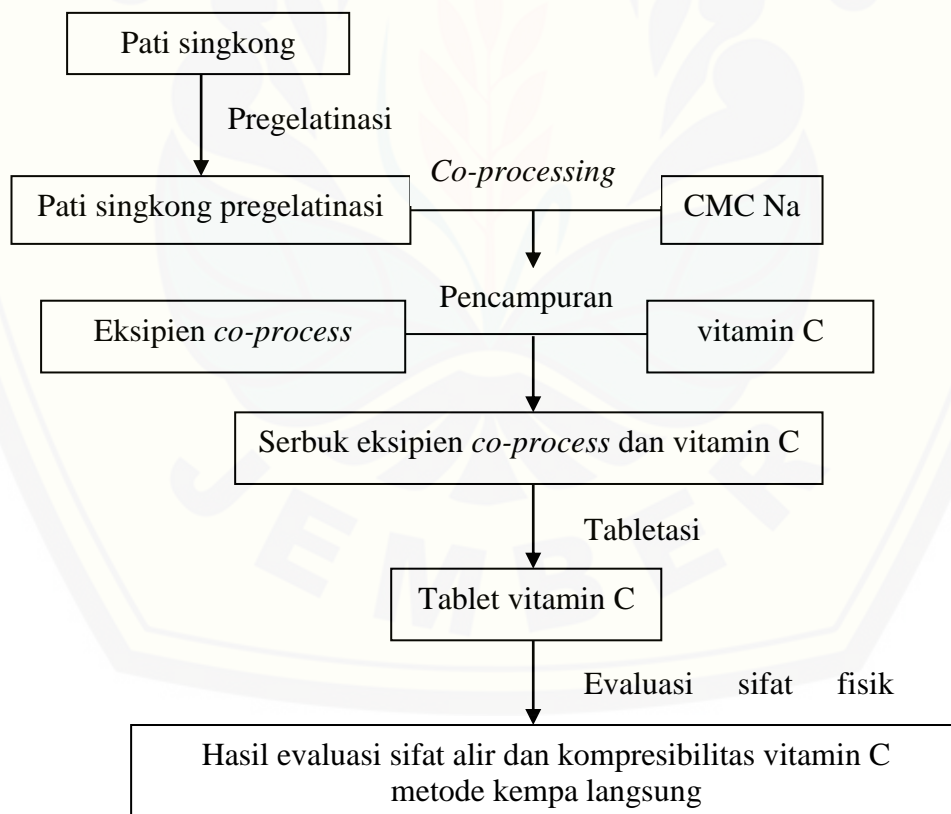 Pati singkong
Pregelatinasi
Co-processing
Pati singkong pregelatinasi
CMC Na
Pencampuran
Eksipien co-process
vitamin C
Serbuk eksipien co-process dan vitamin C
Tabletasi
Tablet vitamin C
Evaluasi sifat fisik
Hasil evaluasi sifat alir dan kompresibilitas vitamin C
metode kempa langsung
JEMBER